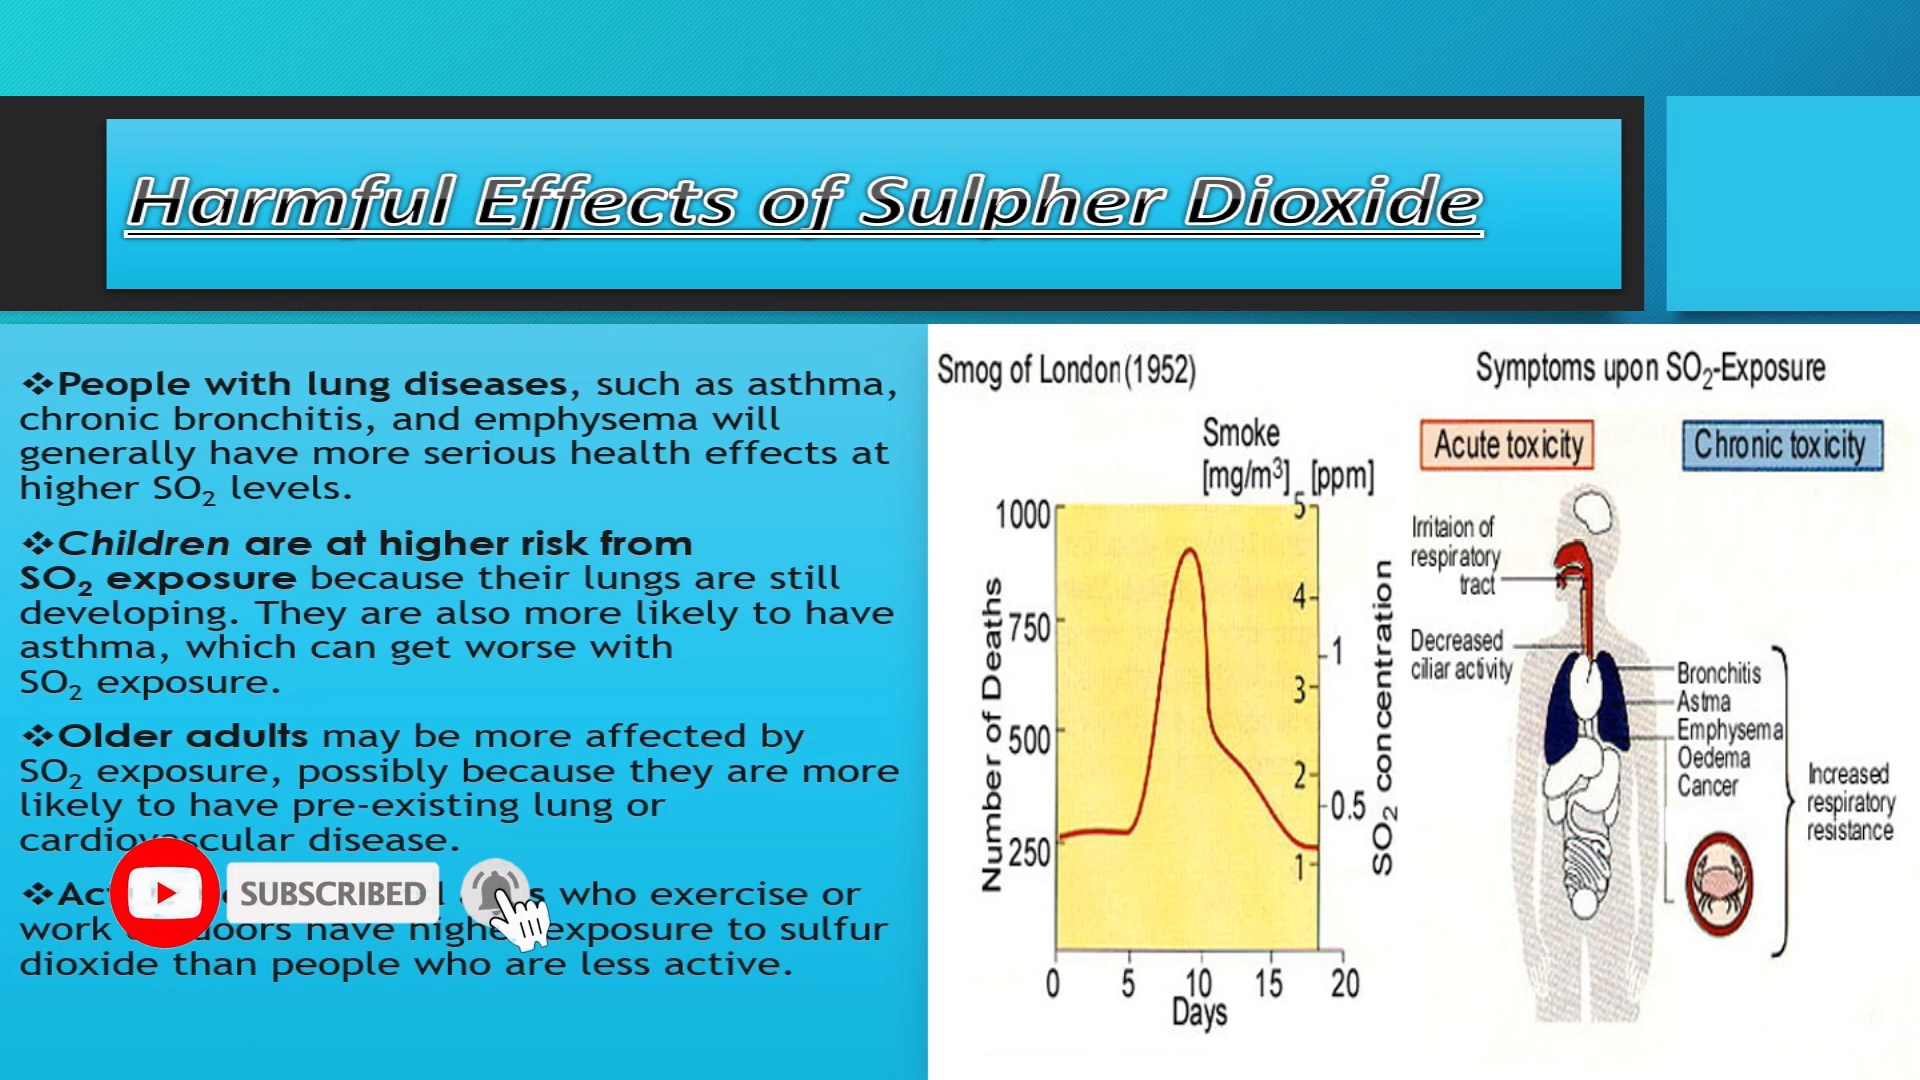 Harmful Effects of Sulpher Dioxide
❖People with lung diseases, such as asthma,
chronic bronchitis, and emphysema will
generally have more serious health effects at
higher SO₂ levels.
❖Children are at higher risk from
SO₂ exposure because their lungs are still
developing. They are also more likely to have
asthma, which can get worse with
SO₂ exposure.
❖Older adults may be more affected by
SO₂ exposure, possibly because they are more
likely to have pre-existing lung or
cardiovascular disease.
who exercise or
work have exposure to sulfur
dioxide than people who are less active.
SUBSCRIBED
Smog of London (1952)
Smoke
[mg/m³] [ppm]
Number of Deaths
1000
750
500
250
5
4
3
2
1
1
0.5
SO₂ concentration
0 5 10 15 20
Days
Symptoms upon SO₂-Exposure
Acute toxicity
Chronic toxicity
Irritaion of
respiratory
tract
Decreased
ciliar activity
Bronchitis
Astma
Emphysema
Oedema
Cancer
Increased
respiratory
resistance